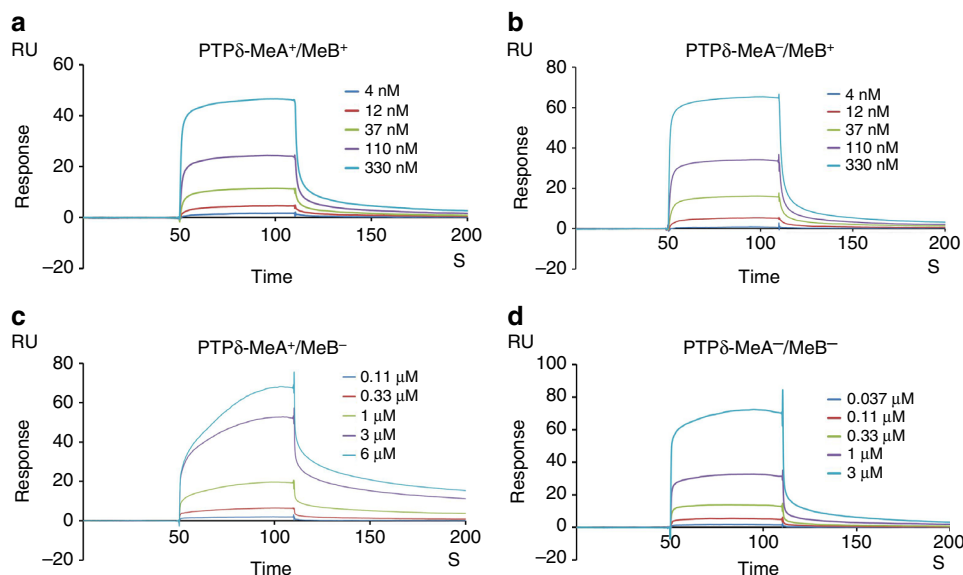 a
RU
PTPδ-MeA⁺/MeB⁺
60
40
20
0
–20
Response
4 nM
12 nM
37 nM
110 nM
330 nM
50
100
150
200
S
Time
b
RU
PTPδ-MeA⁻/MeB⁺
80
60
40
20
0
–20
Response
4 nM
12 nM
37 nM
110 nM
330 nM
50
100
150
200
S
Time
c
RU
PTPδ-MeA⁺/MeB⁻
80
60
40
20
0
–20
Response
0.11 μM
0.33 μM
1 μM
3 μM
6 μM
50
100
150
200
S
Time
d
RU
PTPδ-MeA⁻/MeB⁻
100
80
60
40
20
0
–20
Response
0.037 μM
0.11 μM
0.33 μM
1 μM
3 μM
50
100
150
200
S
Time